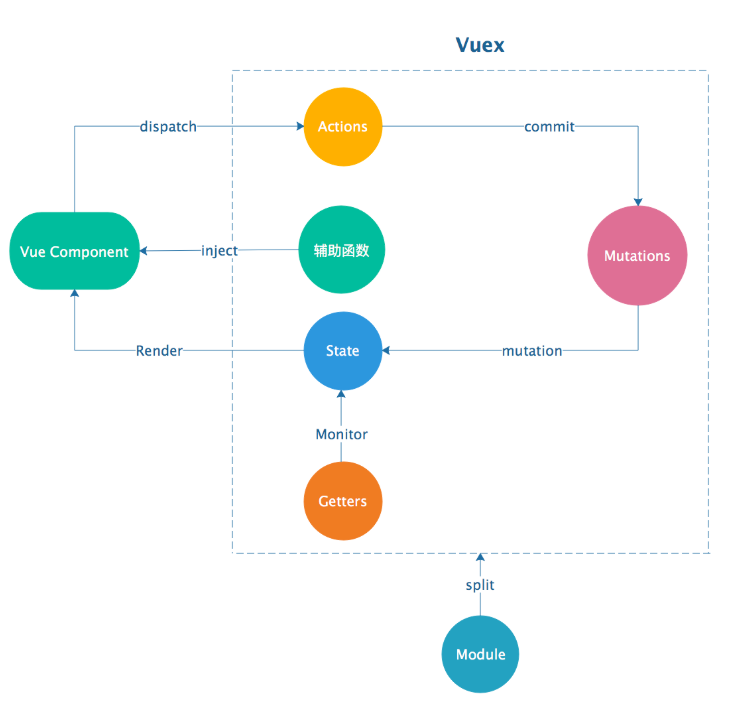 Vuex
dispatch
Actions
commit
Vue Component
inject
辅助函数
Mutations
Render
State
mutation
Monitor
Getters
split
Module